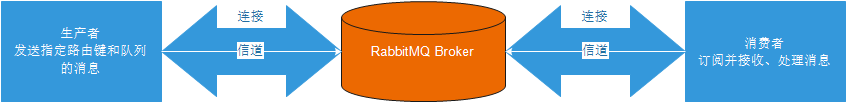 生产者
发送指定路由键和队列
的消息
连接
信道
RabbitMQ Broker
连接
信道
消费者
订阅并接收、处理消息